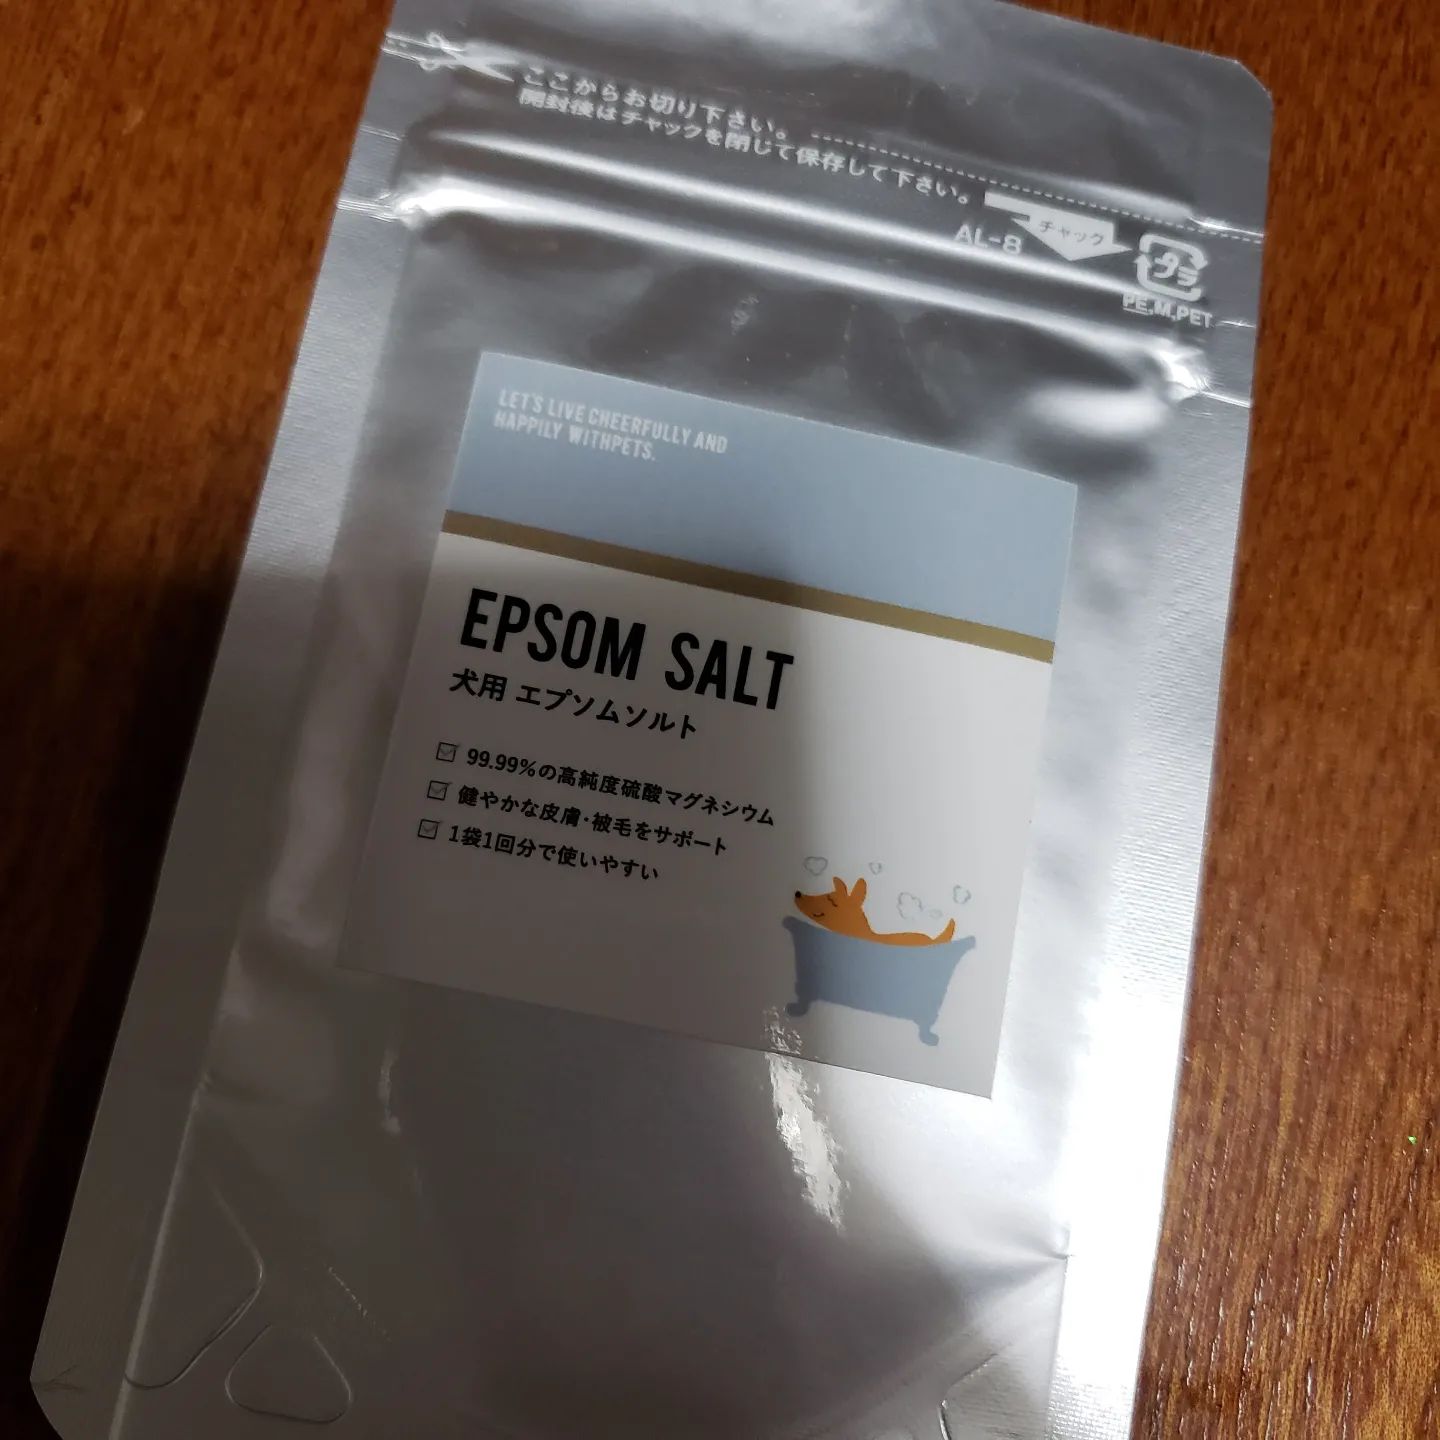 ここからお切り下さい。
開封後はチャックを閉じて保存して下さい。
チャック
AL-8
プラ
PE,M,PET
LET'S LIVE CHEERFULLY AND
HAPPILY WITHPETS.
EPSOM SALT
犬用 エプソムソルト
99.99%の高純度硫酸マグネシウム
健やかな皮膚・被毛をサポート
1袋1回分で使いやすい